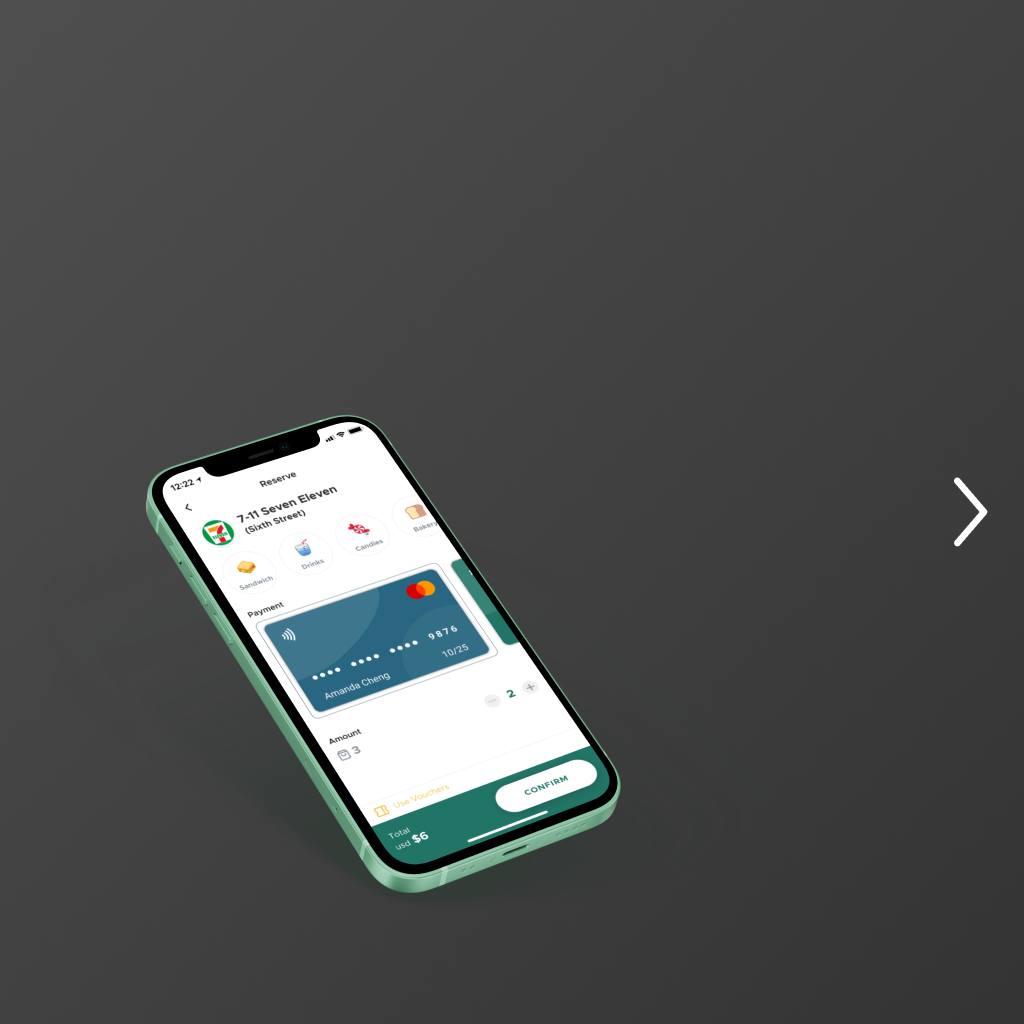 12:22
Reserve
7-11 Seven Eleven
(Sixth Street)
Sandwich
Drinks
Candies
Bakery
Payment
9876
Amanda Cheng
10/25
Amount
3
2
Use Vouchers
Total
usd $6
CONFIRM